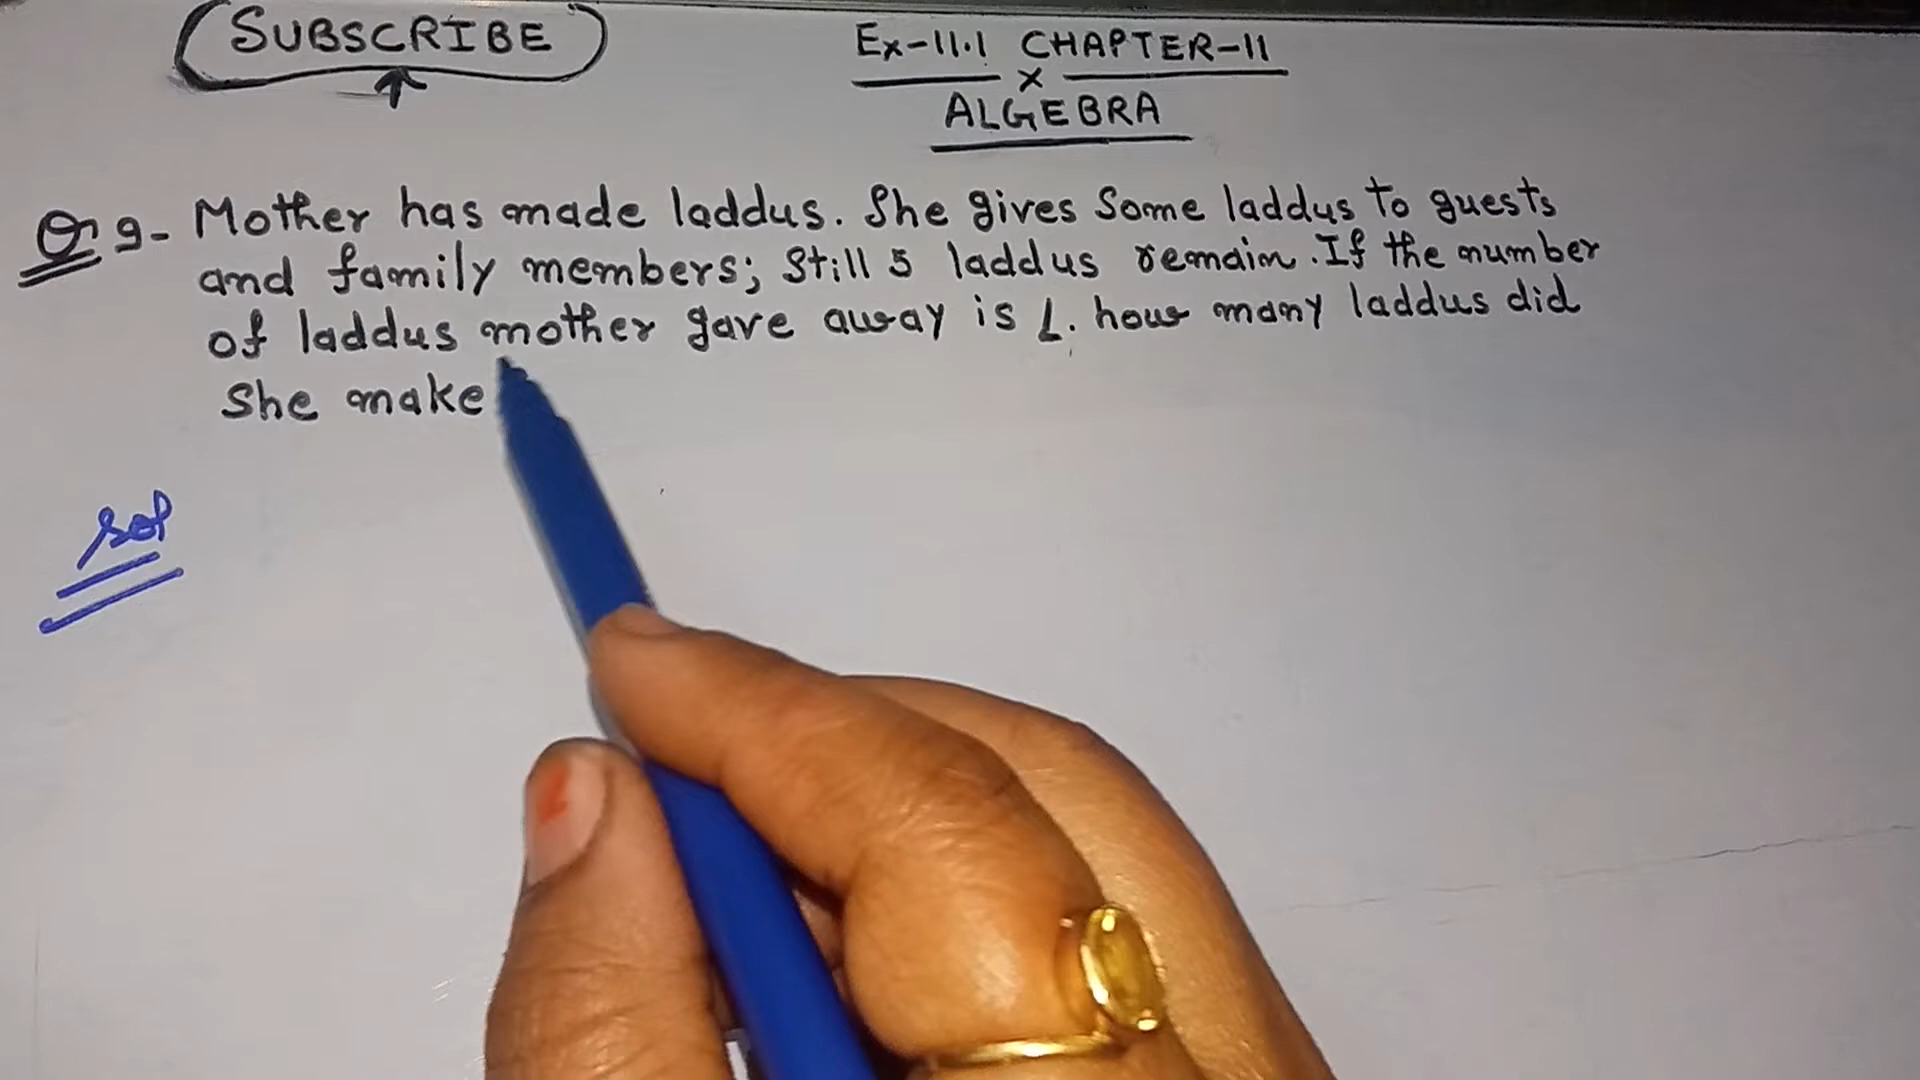 SUBSCRIBE
Ex-11.1 CHAPTER-11
x
ALGEBRA
Q 9- Mother has made laddus. She gives Some laddus to guests
and family members; Still 5 laddus remain. If the number
of laddus mother gave away is L. how many laddus did
She make
sol